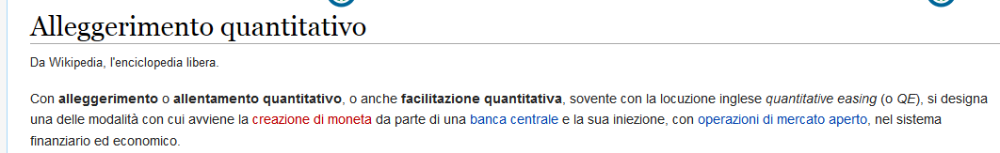 Alleggerimento quantitativo
Da Wikipedia, l'enciclopedia libera.
Con alleggerimento o allentamento quantitativo, o anche facilitazione quantitativa, sovente con la locuzione inglese quantitative easing (o QE), si designa
una delle modalità con cui avviene la creazione di moneta da parte di una banca centrale e la sua iniezione, con operazioni di mercato aperto, nel sistema
finanziario ed economico.